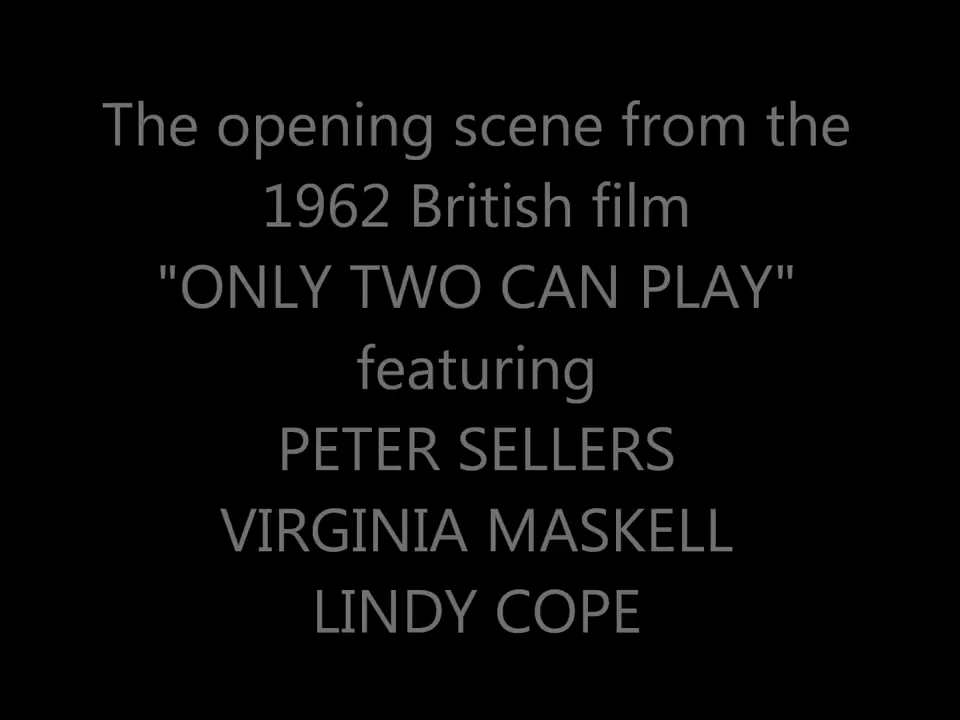 The opening scene from the
1962 British film
"ONLY TWO CAN PLAY"
featuring
PETER SELLERS
VIRGINIA MASKELL
LINDY COPE